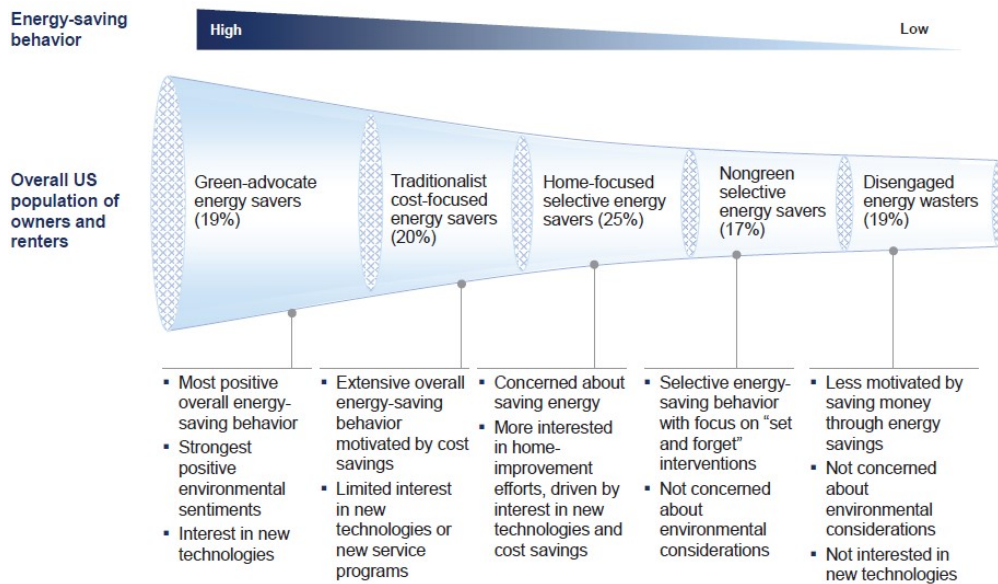 Energy-saving
behavior
High
Low
Overall US
population of
owners and
renters
Green-advocate
energy savers
(19%)
Traditionalist
cost-focused
energy savers
(20%)
Home-focused
selective energy
savers (25%)
Nongreen
selective
energy savers
(17%)
Disengaged
energy wasters
(19%)
▪ Most positive
overall energy-
saving behavior
▪ Strongest
positive
environmental
sentiments
▪ Interest in new
technologies
▪ Extensive overall
energy-saving
behavior
motivated by cost
savings
▪ Limited interest
in new
technologies or
new service
programs
▪ Concerned about
saving energy
▪ More interested
in home-
improvement
efforts, driven by
interest in new
technologies and
cost savings
▪ Selective energy-
saving behavior
with focus on “set
and forget”
interventions
▪ Not concerned
about
environmental
considerations
▪ Less motivated by
saving money
through energy
savings
▪ Not concerned
about
environmental
considerations
▪ Not interested in
new technologies